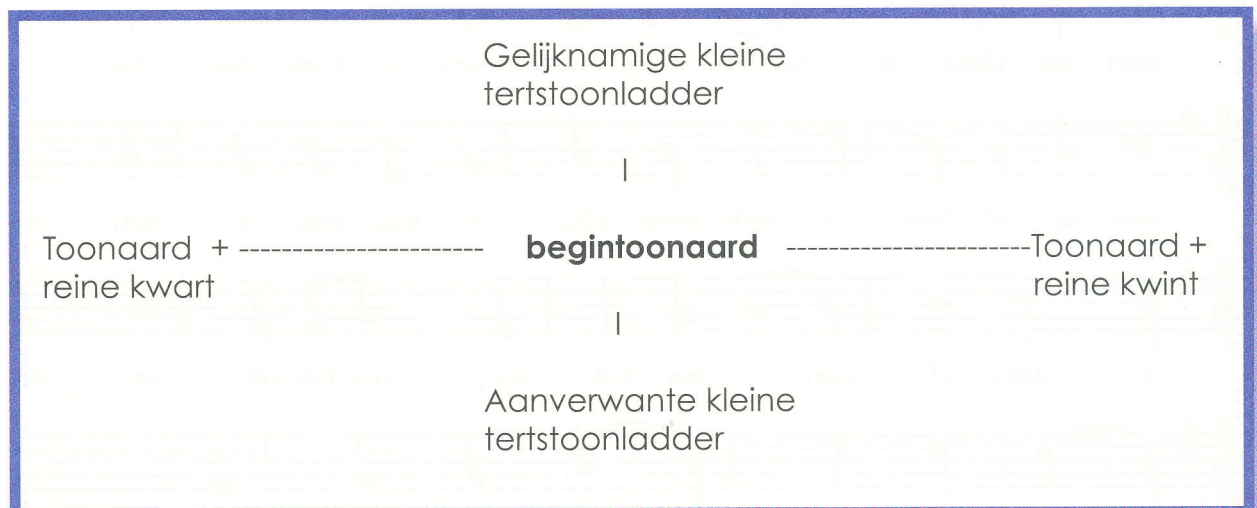 Gelijknamige kleine
tertstoonladder
|
Toonaard + ---------------------- begintoonaard ----------------------Toonaard +
reine kwart
reine kwint
|
Aanverwante kleine
tertstoonladder